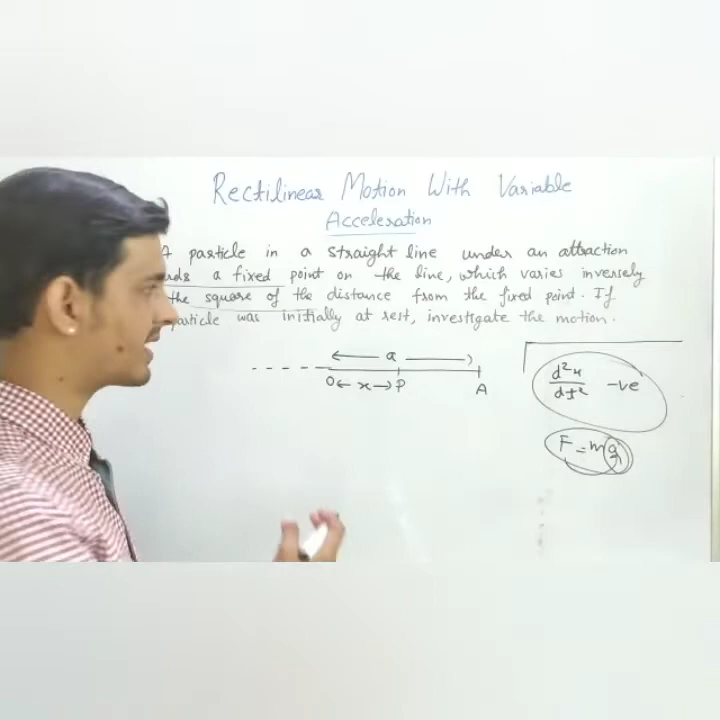 Rectilinear Motion With Variable
Acceleration
A particle in a straight line under an attraction
rds a fixed point on the line, which varies inversely
the square of the distance from the fixed point. If
particle was initially at rest, investigate the motion.
a
O x P A
d²x/dt² -ve
F = ma